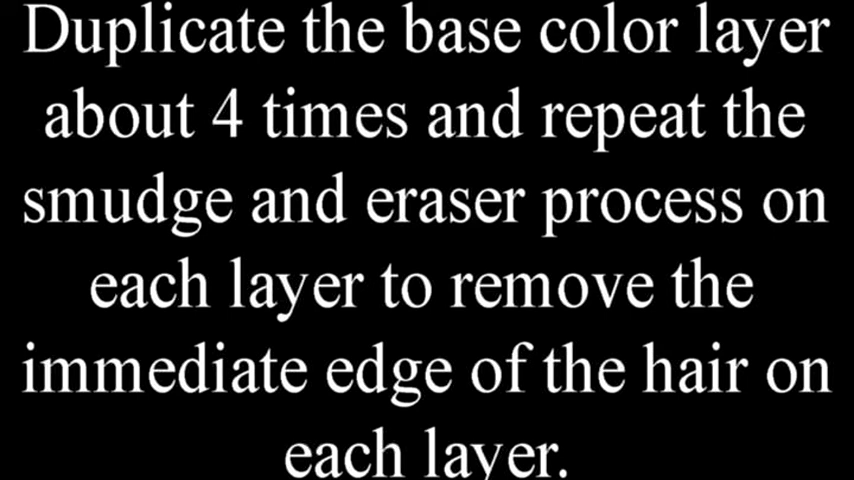 Duplicate the base color layer
about 4 times and repeat the
smudge and eraser process on
each layer to remove the
immediate edge of the hair on
each layer.